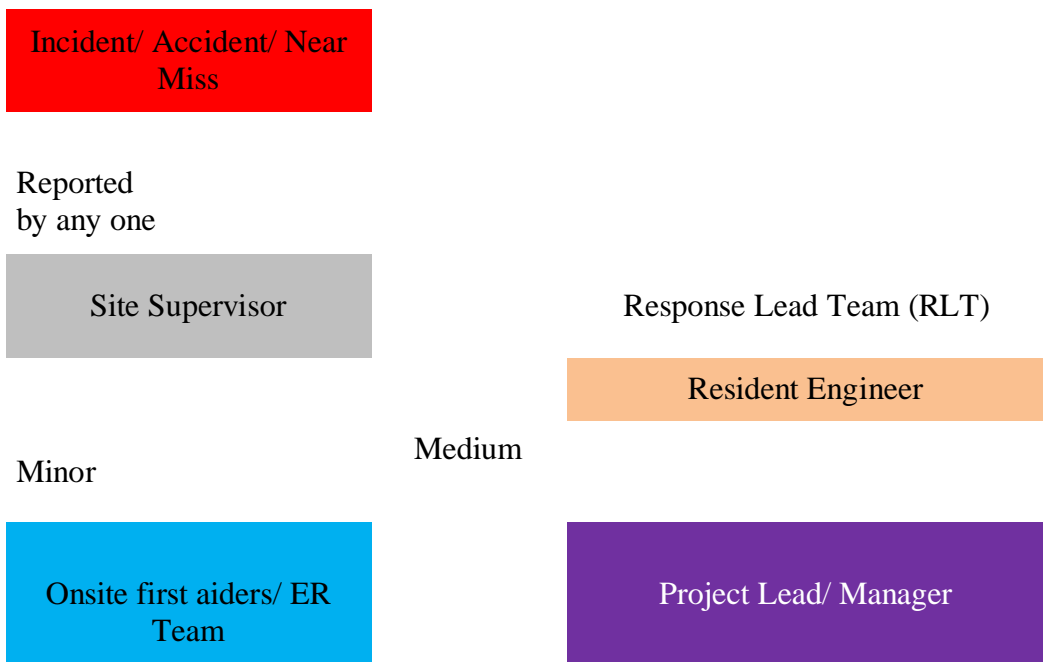 Incident/ Accident/ Near
Miss
Reported
by any one
Site Supervisor
Response Lead Team (RLT)
Resident Engineer
Medium
Minor
Onsite first aiders/ ER
Team
Project Lead/ Manager